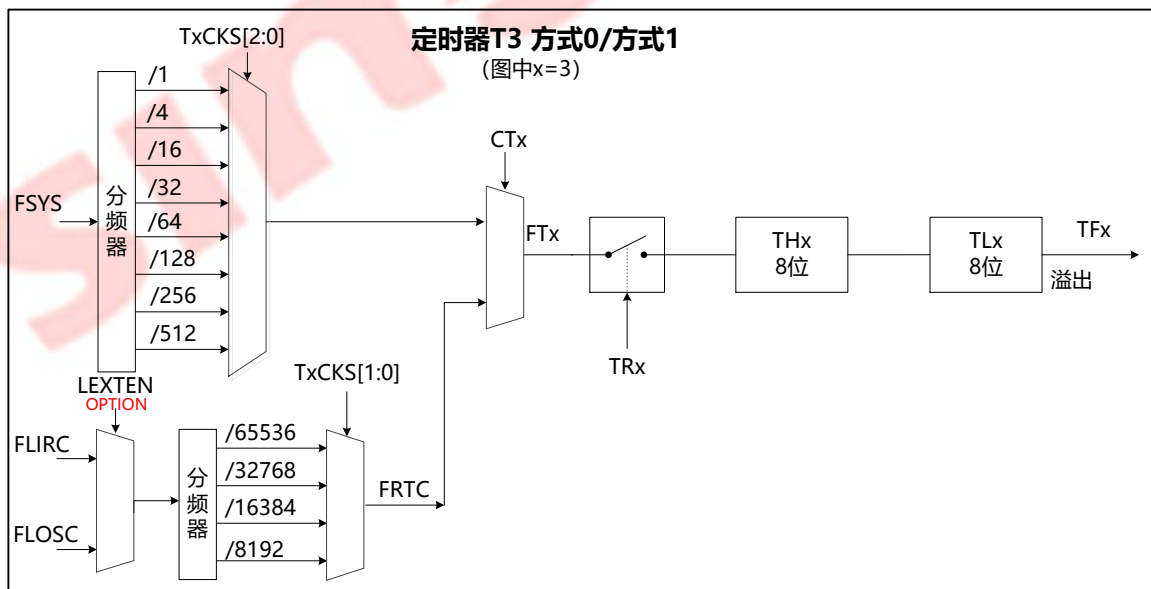 定时器T3 方式0/方式1
(图中x=3)
TxCKS[2:0]
/1
/4
/16
/32
/64
/128
/256
/512
FSYS
分频器
CTx
FTx
TRx
THx
8位
TLx
8位
TFx
溢出
LEXTEN
OPTION
TxCKS[1:0]
FLIRC
FLOSC
分频器
/65536
/32768
/16384
/8192
FRTC